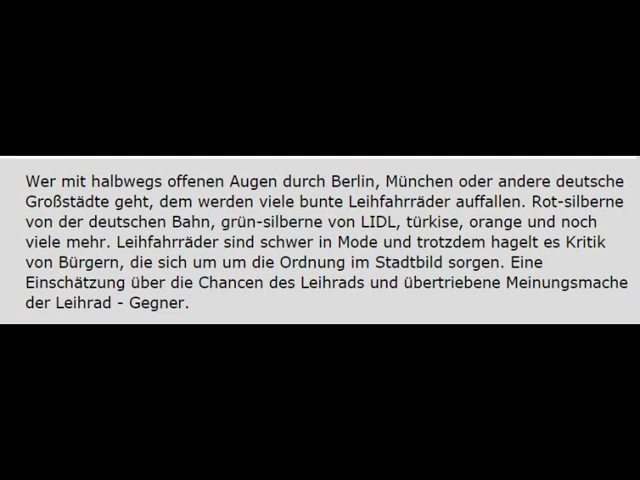 Wer mit halbwegs offenen Augen durch Berlin, München oder andere deutsche
Großstädte geht, dem werden viele bunte Leihfahrräder auffallen. Rot-silberne
von der deutschen Bahn, grün-silberne von LIDL, türkise, orange und noch
viele mehr. Leihfahrräder sind schwer in Mode und trotzdem hagelt es Kritik
von Bürgern, die sich um um die Ordnung im Stadtbild sorgen. Eine
Einschätzung über die Chancen des Leihrads und übertriebene Meinungsmache
der Leihrad - Gegner.